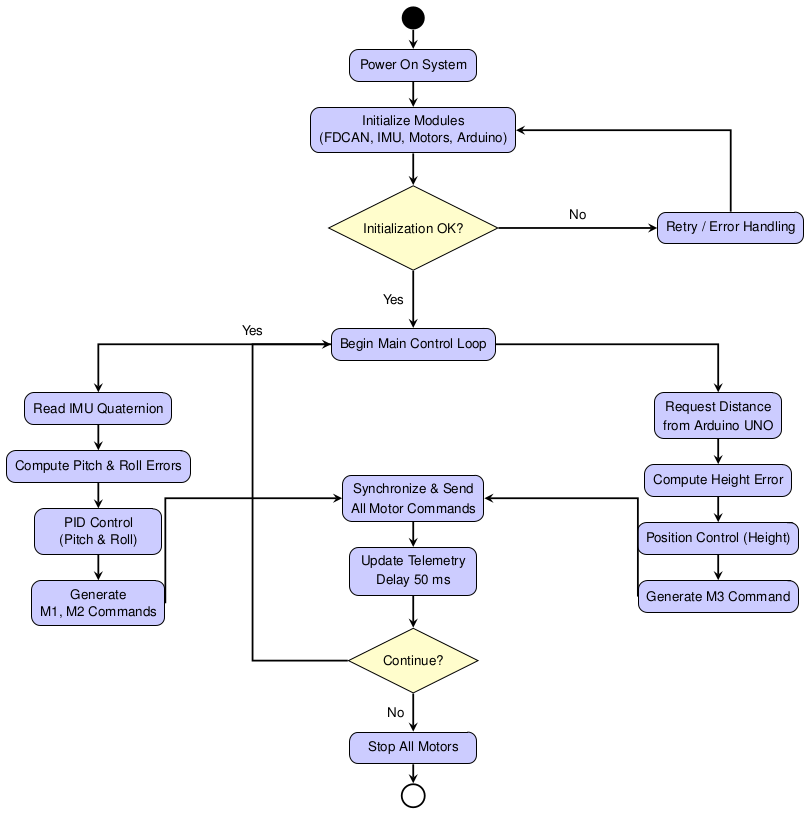 Power On System
Initialize Modules
(FDCAN, IMU, Motors, Arduino)
Initialization OK?
No
Retry / Error Handling
Yes
Yes
Begin Main Control Loop
Read IMU Quaternion
Compute Pitch & Roll Errors
PID Control
(Pitch & Roll)
Generate
M1, M2 Commands
Request Distance
from Arduino UNO
Compute Height Error
Position Control (Height)
Generate M3 Command
Synchronize & Send
All Motor Commands
Update Telemetry
Delay 50 ms
Continue?
No
Stop All Motors